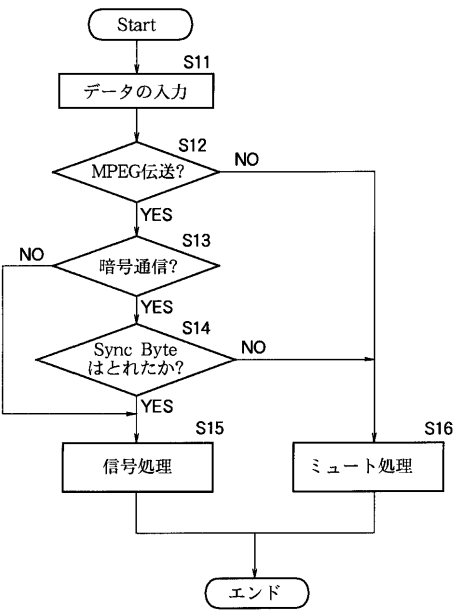 Start
S11
データの入力
S12
MPEG伝送?
NO
YES
S13
NO
暗号通信?
YES
S14
Sync Byte
はとれたか?
NO
YES
S15
信号処理
S16
ミュート処理
エンド